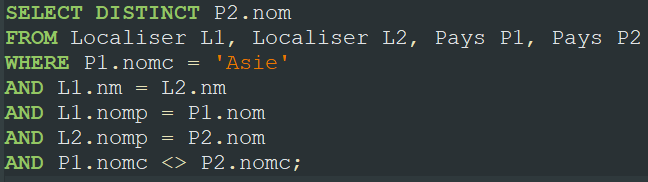 SELECT DISTINCT P2.nom
FROM Localiser L1, Localiser L2, Pays P1, Pays P2
WHERE P1.nomc = 'Asie'
AND L1.nm = L2.nm
AND L1.nomp = P1.nom
AND L2.nomp = P2.nom
AND P1.nomc <> P2.nomc;